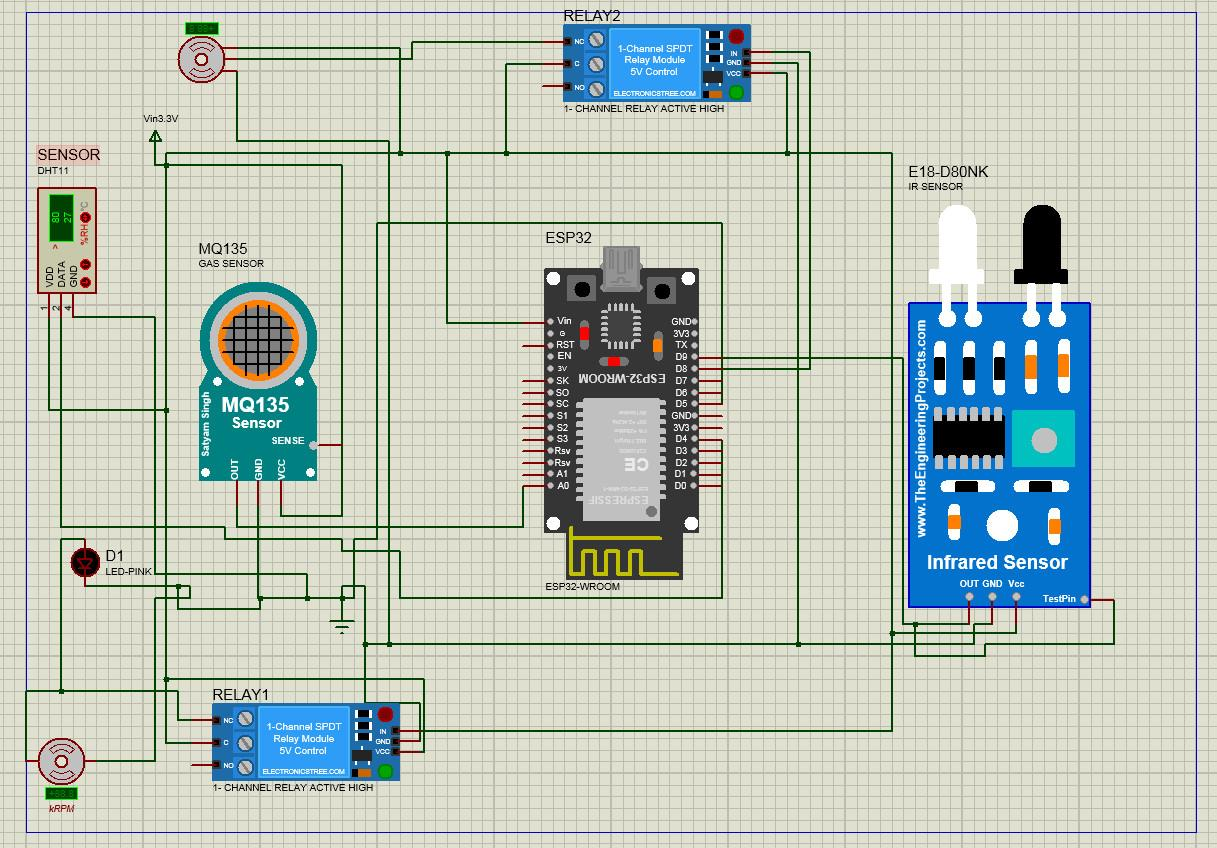 RELAY2
NC
C
NO
1-Channel SPDT
Relay Module
5V Control
ELECTRONICSTREE.COM
IN
GND
VCC
1- CHANNEL RELAY ACTIVE HIGH
Vin3.3V
SENSOR
DHT11
80
27
%RH
°C
>
VDD
DATA
GND
1
2
4
MQ135
GAS SENSOR
Satyam Singh
MQ135
Sensor
SENSE
OUT
GND
VCC
ESP32
Vin
G
RST
EN
3V
SK
SO
SC
S1
S2
S3
Rsv
Rsv
A1
A0
GND
3V3
TX
D9
D8
D7
D6
D5
GND
3V3
D4
D3
D2
D1
D0
ESP32-WROOM
CE
ESPRESSIF
ESP32-WROOM
E18-D80NK
IR SENSOR
www.TheEngineeringProjects.com
Infrared Sensor
OUT GND Vcc
TestPin
D1
LED-PINK
RELAY1
NC
C
NO
1-Channel SPDT
Relay Module
5V Control
ELECTRONICSTREE.COM
IN
GND
VCC
1- CHANNEL RELAY ACTIVE HIGH
kRPM